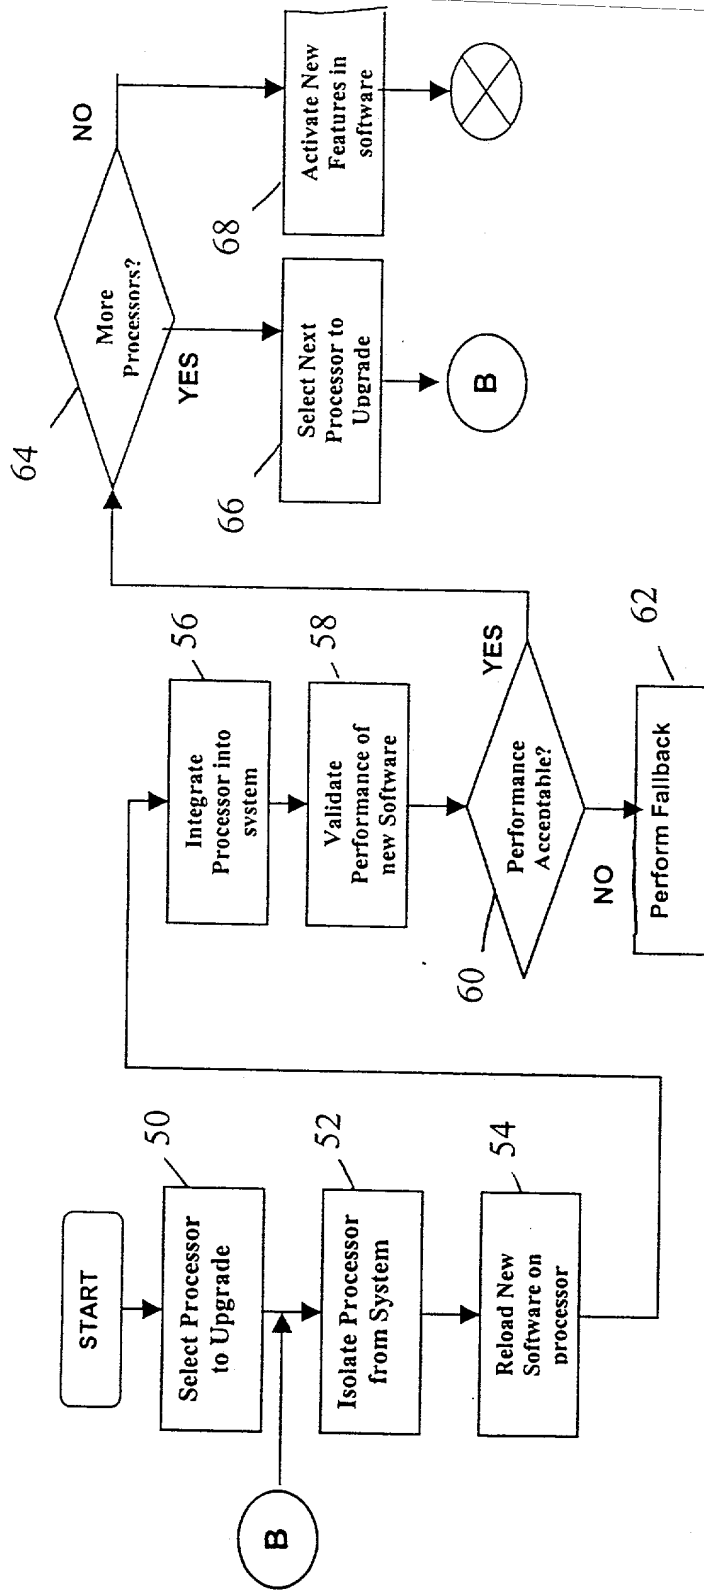 START
50
Select Processor
to Upgrade
B
52
Isolate Processor
from System
54
Reload New
Software on
processor
56
Integrate
Processor into
system
58
Validate
Performance of
new Software
60
Performance
Acceptable?
YES
NO
62
Perform Fallback
64
More
Processors?
YES
NO
66
Select Next
Processor to
Upgrade
B
68
Activate New
Features in
software